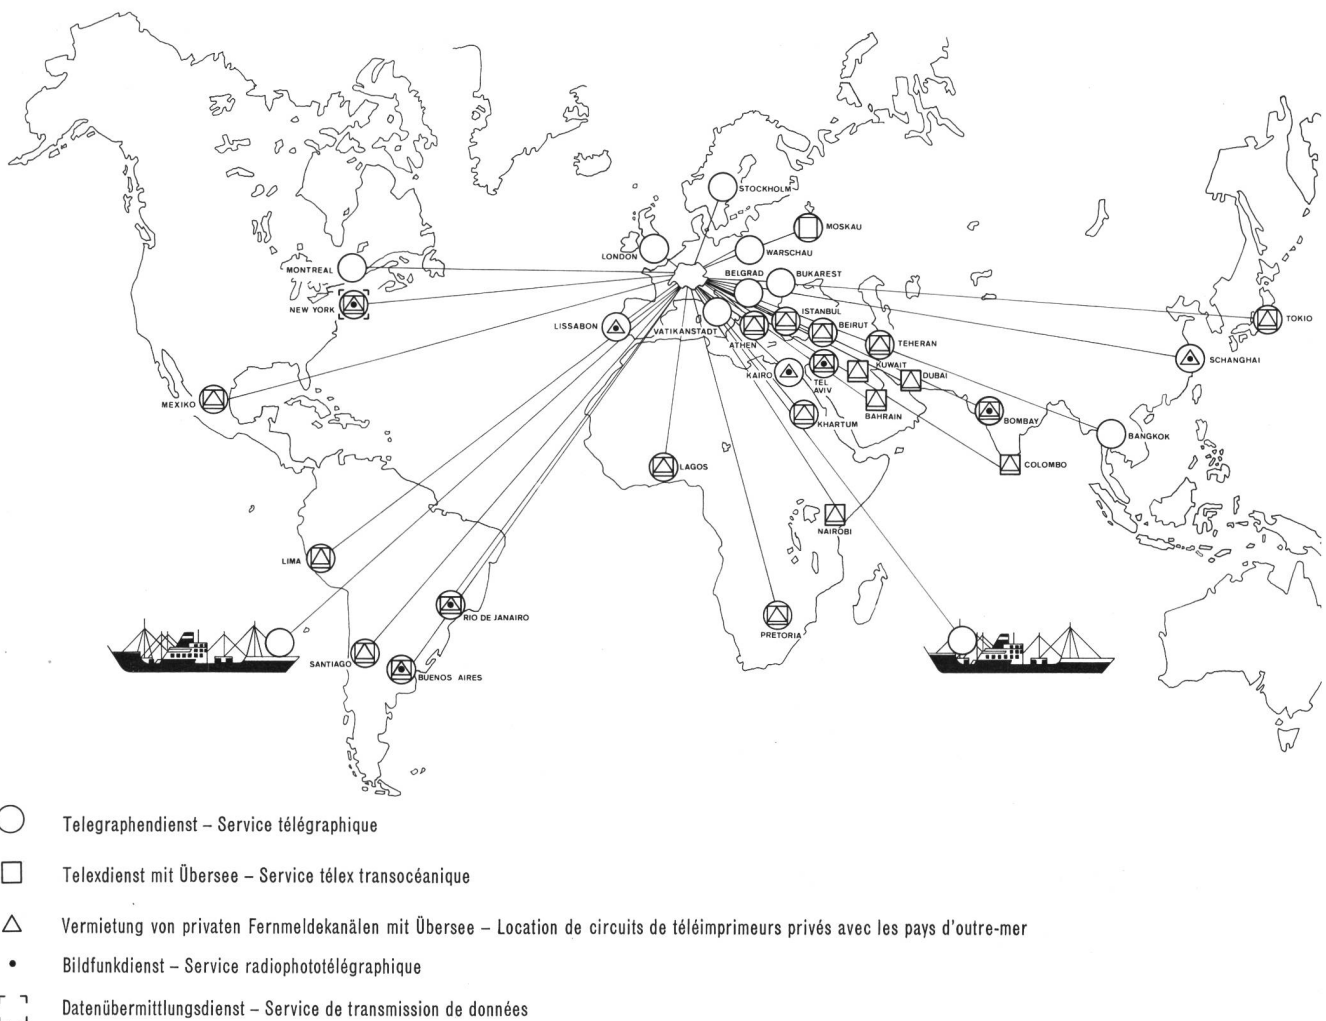 STOCKHOLM
MOSKAU
LONDON
WARSCHAU
MONTREAL
BELGRAD
BUKAREST
NEW YORK
LISSABON
VATIKANSTADT
ISTANBUL
BEIRUT
TOKIO
ATHEN
TEHERAN
SCHANGHAI
KAIRO
TEL
AVIV
KUWAIT
DUBAI
MEXIKO
BAHRAIN
KHARTUM
BOMBAY
BANGKOK
LAGOS
COLOMBO
NAIROBI
LIMA
RIO DE JANAIRO
PRETORIA
SANTIAGO
BUENOS AIRES
Telegraphendienst – Service télégraphique
Telexdienst mit Übersee – Service télex transocéanique
Vermietung von privaten Fernmeldekanälen mit Übersee – Location de circuits de téléimprimeurs privés avec les pays d'outre-mer
Bildfunkdienst – Service radiophototélégraphique
Datenübermittlungsdienst – Service de transmission de données